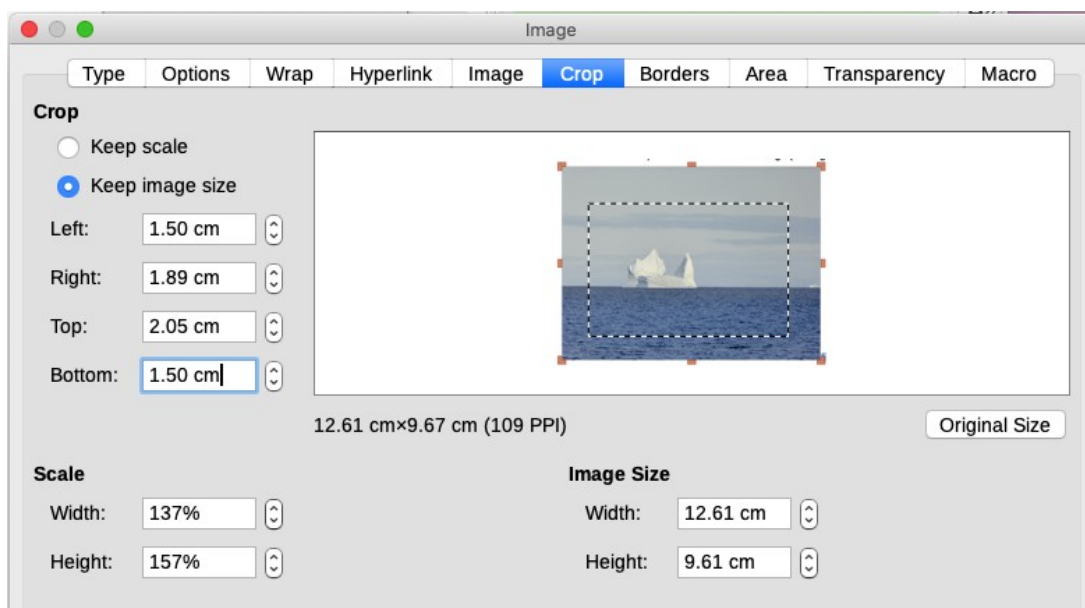 Image
Type Options Wrap Hyperlink Image Crop Borders Area Transparency Macro
Crop
Keep scale
Keep image size
Left: 1.50 cm
Right: 1.89 cm
Top: 2.05 cm
Bottom: 1.50 cm
12.61 cm×9.67 cm (109 PPI)
Original Size
Scale
Image Size
Width: 137%
Width: 12.61 cm
Height: 157%
Height: 9.61 cm